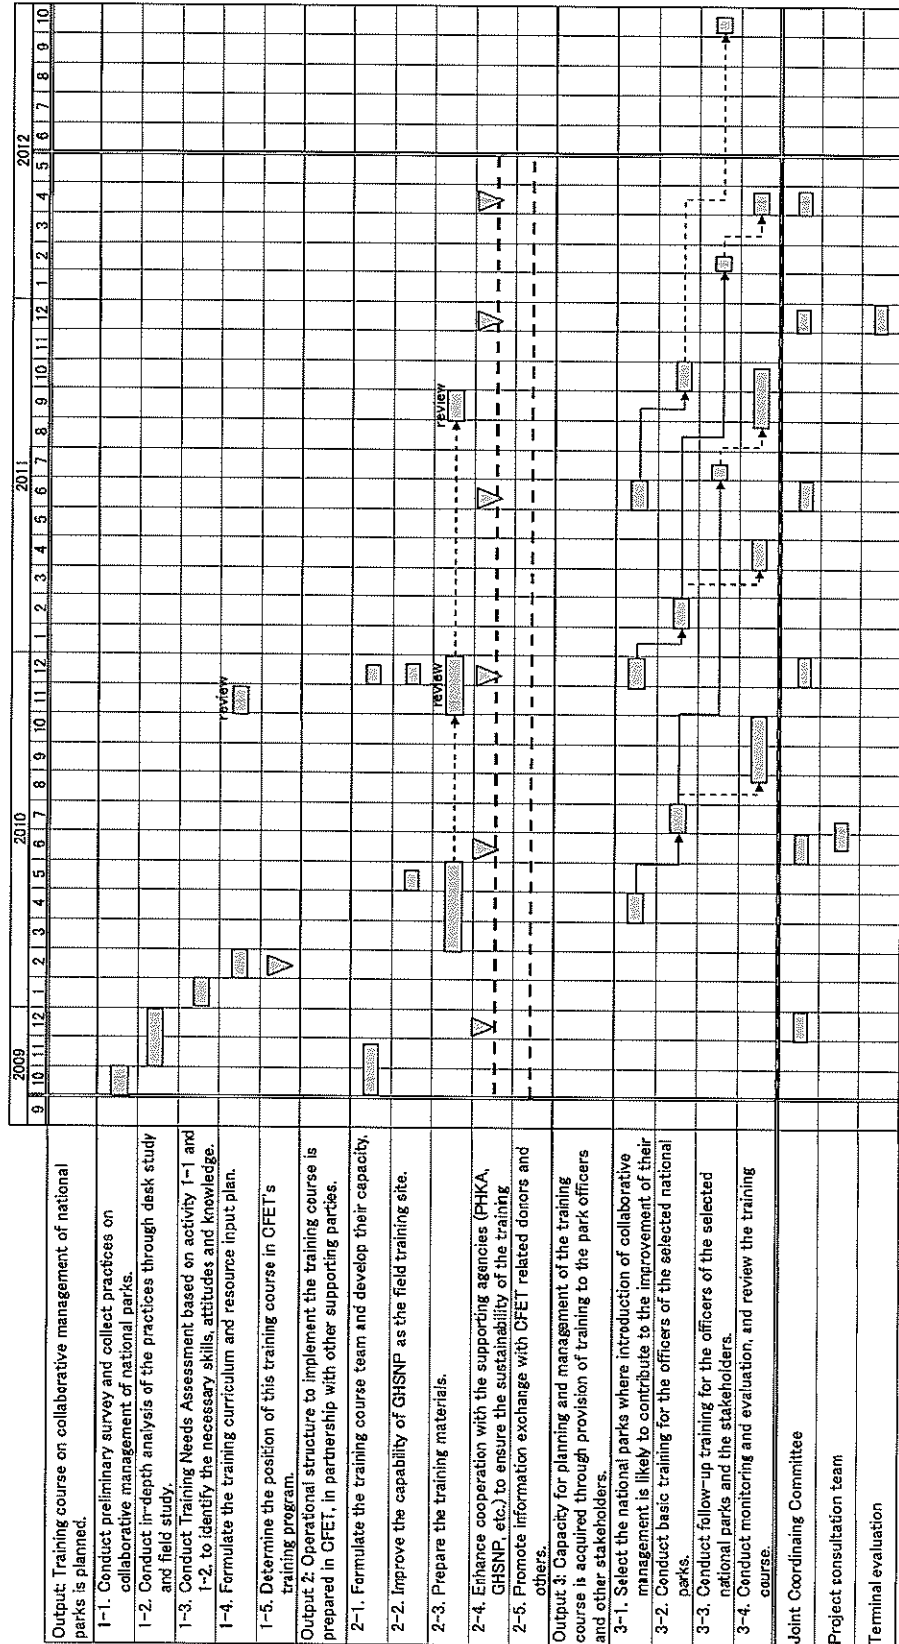 2009 2010 2011 2012
9 10 11 12 1 2 3 4 5 6 7 8 9 10 11 12 1 2 3 4 5 6 7 8 9 10 11 12 1 2 3 4 5 6 7 8 9 10
Output: Training course on collaborative management of national
parks is planned.
1-1. Conduct preliminary survey and collect practices on
collaborative management of national parks.
1-2. Conduct in-depth analysis of the practices through desk study
and field study.
1-3. Conduct Training Needs Assessment based on activity 1-1 and
1-2, to identify the necessary skills, attitudes and knowledge.
1-4. Formulate the training curriculum and resource input plan.
review
1-5. Determine the position of this training course in CFET's
training program.
Output 2: Operational structure to implement the training course is
prepared in CFET, in partnership with other supporting parties.
2-1. Formulate the training course team and develop their capacity.
2-2. Improve the capability of GHSNP as the field training site.
2-3. Prepare the training materials.
review
review
2-4. Enhance cooperation with the supporting agencies (PHKA,
GHSNP, etc.) to ensure the sustainability of the training
2-5. Promote information exchange with CFET related donors and
others.
Output 3: Capacity for planning and management of the training
course is acquired through provision of training to the park officers
and other stakeholders.
3-1. Select the national parks where introduction of collaborative
management is likely to contribute to the improvement of their
3-2. Conduct basic training for the officers of the selected national
parks.
3-3. Conduct follow-up training for the officers of the selected
national parks and the stakeholders.
3-4. Conduct monitoring and evaluation, and review the training
course.
Joint Coordinating Committee
Project consultation team
Terminal evaluation